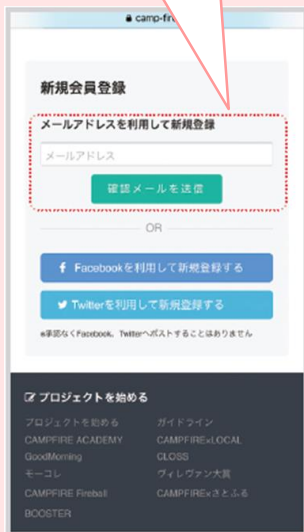 camp-fi
新規会員登録
メールアドレスを利用して新規登録
メールアドレス
確認メールを送信
OR
Facebookを利用して新規登録する
Twitterを利用して新規登録する
※承認なくFacebook、Twitterへポストすることはありません
プロジェクトを始める
プロジェクトを始める ガイドライン
CAMPFIRE ACADEMY CAMPFIRE×LOCAL
GoodMorning CLOSS
モーコレ ヴィレヴァン大賞
CAMPFIRE Fireball CAMPFIRE×さとふる
BOOSTER